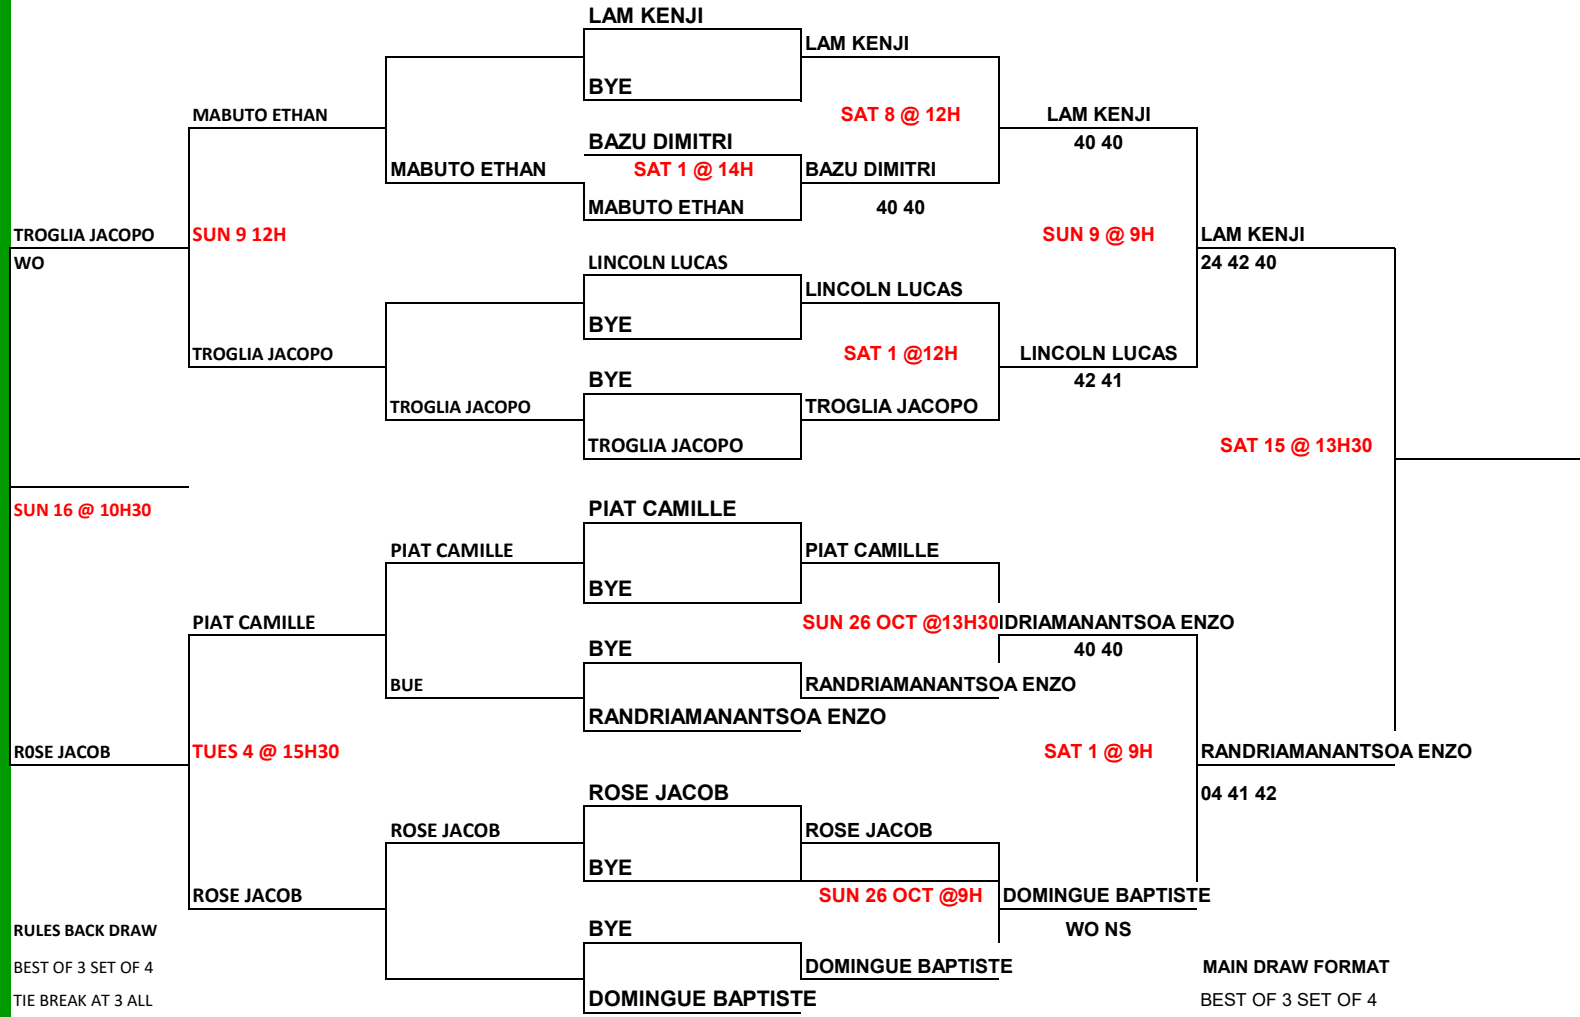 LAM KENJI
LAM KENJI
BYE
MABUTO ETHAN
SAT 8 @ 12H
LAM KENJI
BAZU DIMITRI
40 40
MABUTO ETHAN
SAT 1 @ 14H
BAZU DIMITRI
MABUTO ETHAN
40 40
TROGLIA JACOPO
SUN 9 12H
SUN 9 @ 9H
LAM KENJI
WO
LINCOLN LUCAS
24 42 40
LINCOLN LUCAS
BYE
TROGLIA JACOPO
SAT 1 @12H
LINCOLN LUCAS
BYE
42 41
TROGLIA JACOPO
TROGLIA JACOPO
TROGLIA JACOPO
SAT 15 @ 13H30
SUN 16 @ 10H30
PIAT CAMILLE
PIAT CAMILLE
PIAT CAMILLE
BYE
PIAT CAMILLE
SUN 26 OCT @13H30
IDRIAMANANTSOA ENZO
BYE
40 40
BUE
RANDRIAMANANTSOA ENZO
RANDRIAMANANTSOA ENZO
R0SE JACOB
TUES 4 @ 15H30
SAT 1 @ 9H
RANDRIAMANANTSOA ENZO
ROSE JACOB
04 41 42
ROSE JACOB
ROSE JACOB
BYE
ROSE JACOB
SUN 26 OCT @9H
DOMINGUE BAPTISTE
RULES BACK DRAW
BYE
WO NS
BEST OF 3 SET OF 4
DOMINGUE BAPTISTE
MAIN DRAW FORMAT
TIE BREAK AT 3 ALL
DOMINGUE BAPTISTE
BEST OF 3 SET OF 4